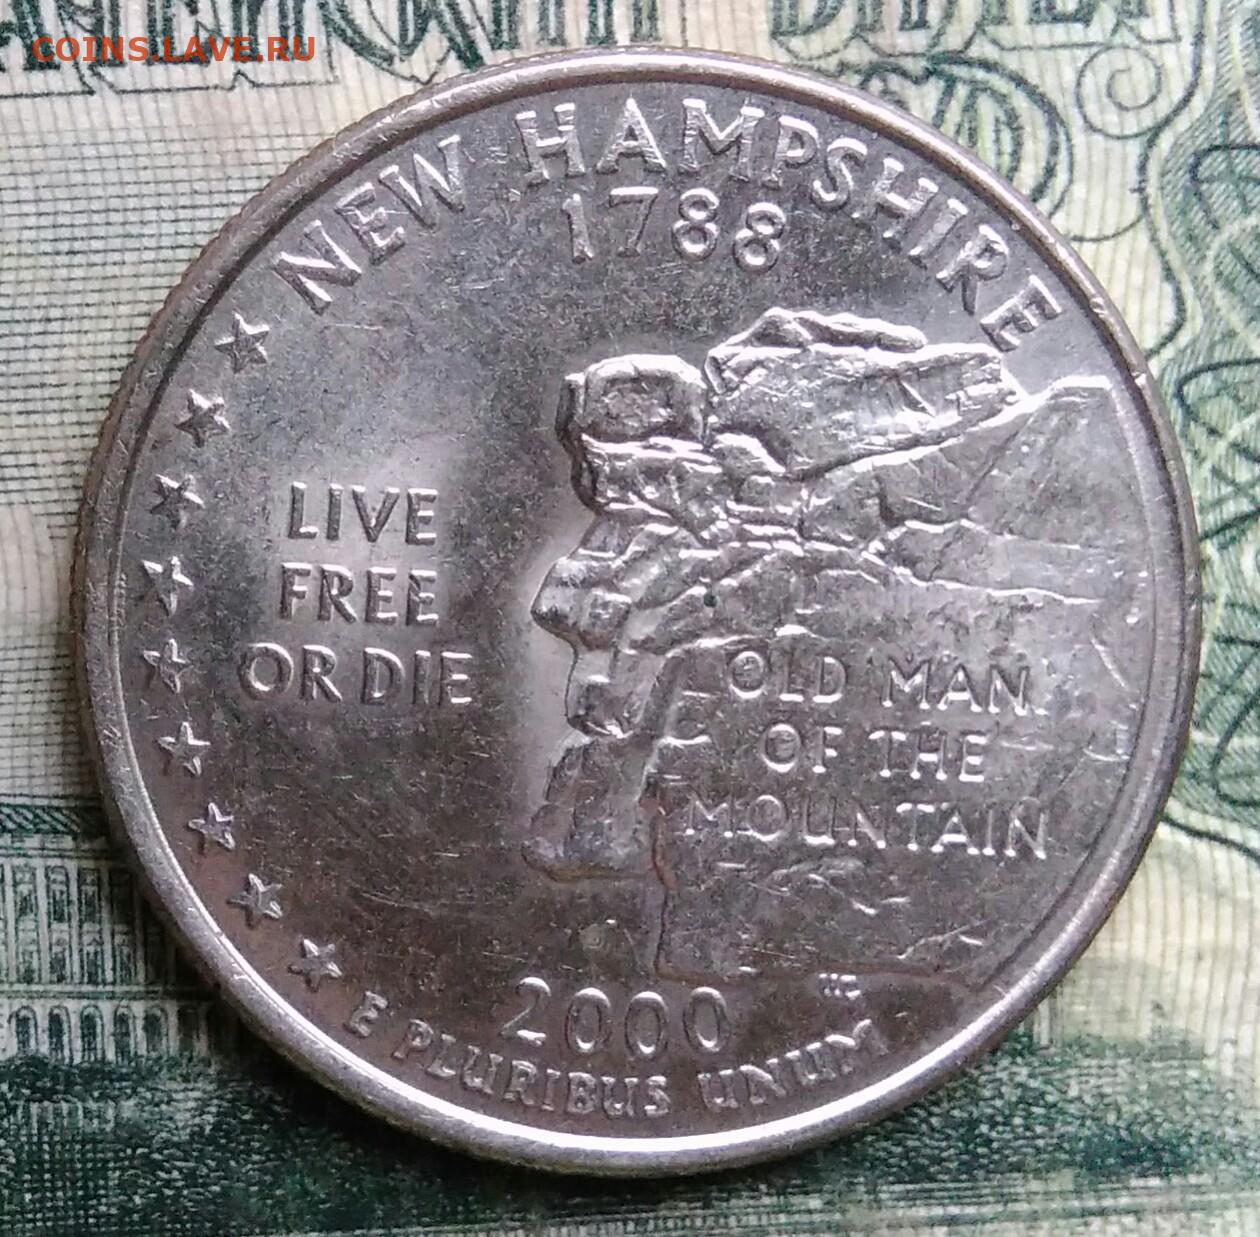 COINS.LAVE.RU
NEW HAMPSHIRE
1788
LIVE
FREE
OR DIE
OLD MAN
OF THE
MOUNTAIN
2000
E PLURIBUS UNUM